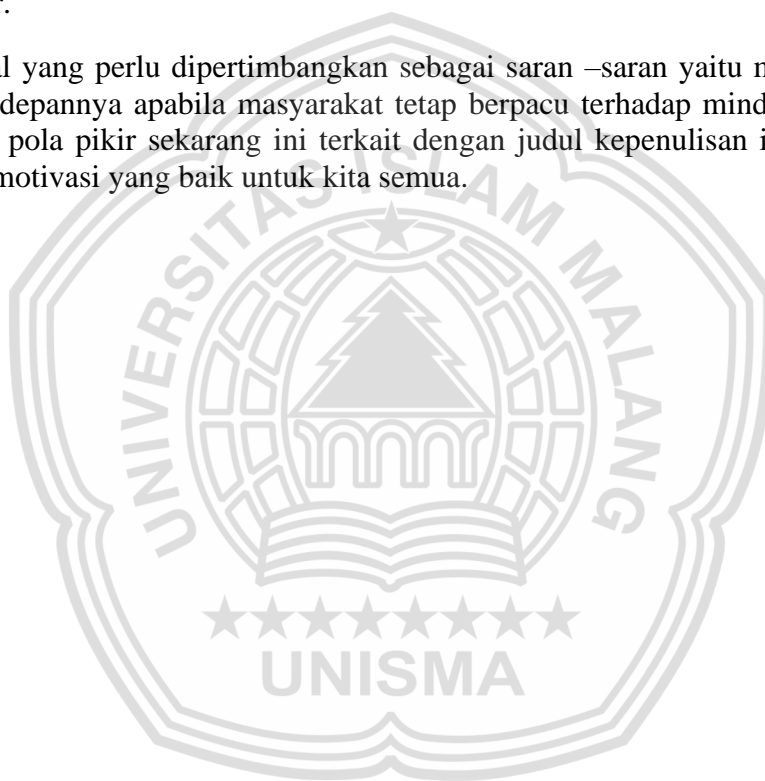 r.
al yang perlu dipertimbangkan sebagai saran –saran yaitu
depannya apabila masyarakat tetap berpacu terhadap
pola pikir sekarang ini terkait dengan judul kepenulisan
motivasi yang baik untuk kita semua.
UNIVERSITAS ISLAM MALANG
UNISMA